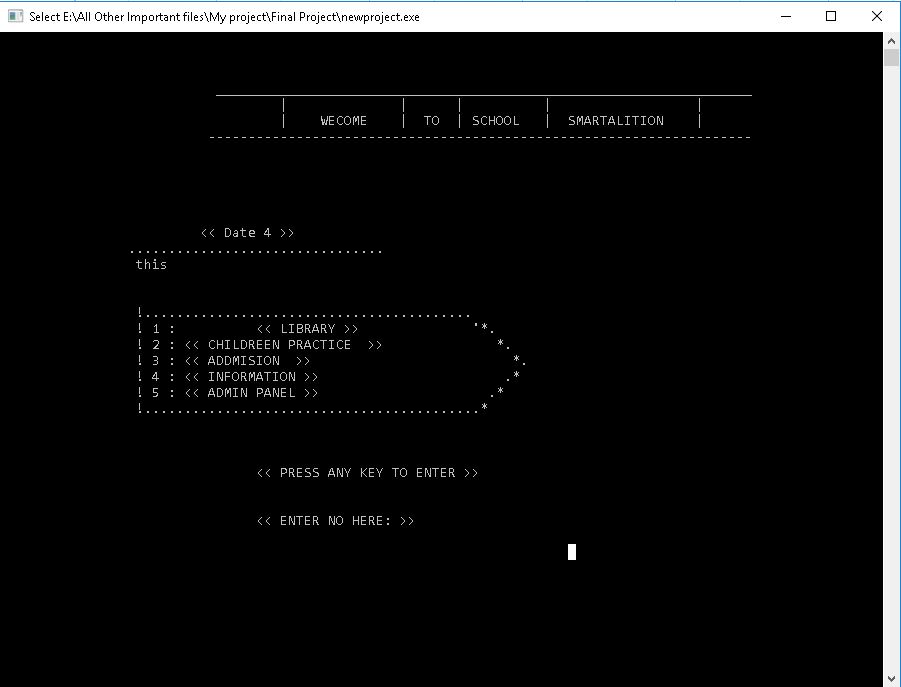 Select E:\All Other Important files\My project\Final Project\newproject.exe
| WECOME | TO | SCHOOL | SMARTALITION |
<< Date 4 >>
this
! 1 : << LIBRARY >>
! 2 : << CHILDREEN PRACTICE >>
! 3 : << ADDMISION >>
! 4 : << INFORMATION >>
! 5 : << ADMIN PANEL >>
<< PRESS ANY KEY TO ENTER >>
<< ENTER NO HERE: >>